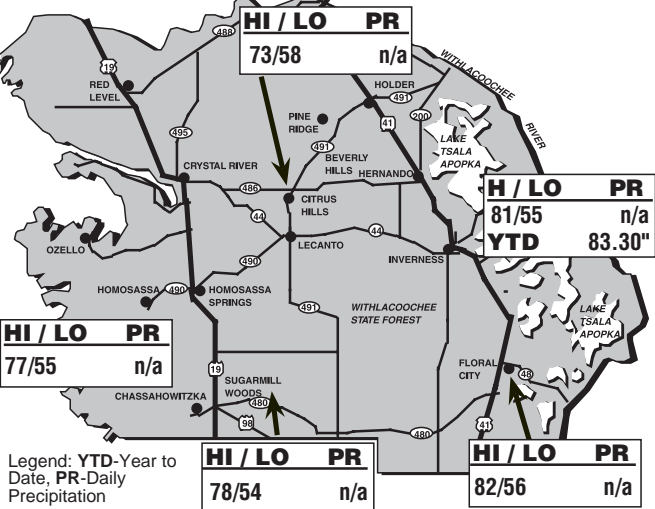 HI / LO PR
73/58 n/a
488
19
WITHLACOOCHEE
RIVER
RED
LEVEL
HOLDER
491
PINE
RIDGE
41
200
495
491
LAKE
TSALA
APOPKA
BEVERLY
HILLS
CRYSTAL RIVER
HERNANDO
486
CITRUS
HILLS
H / LO PR
81/55 n/a
YTD 83.30"
44
44
LECANTO
OZELLO
INVERNESS
490
HOMOSASSA
490
HOMOSASSA
SPRINGS
491
WITHLACOOCHEE
STATE FOREST
LAKE
TSALA
APOPKA
HI / LO PR
77/55 n/a
19
FLORAL
CITY
48
SUGARMILL
WOODS
CHASSAHOWITZKA
480
98
480
41
HI / LO PR
78/54 n/a
HI / LO PR
82/56 n/a
Legend: YTD-Year to
Date, PR-Daily
Precipitation